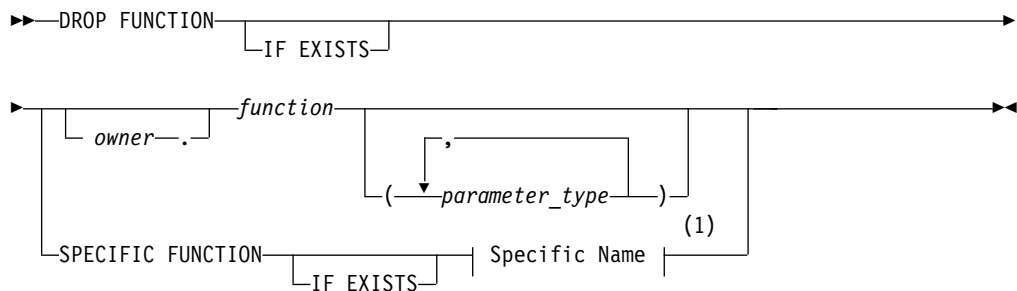 DROP FUNCTION
IF EXISTS
owner . function
,
( parameter_type )
(1)
SPECIFIC FUNCTION Specific Name
IF EXISTS